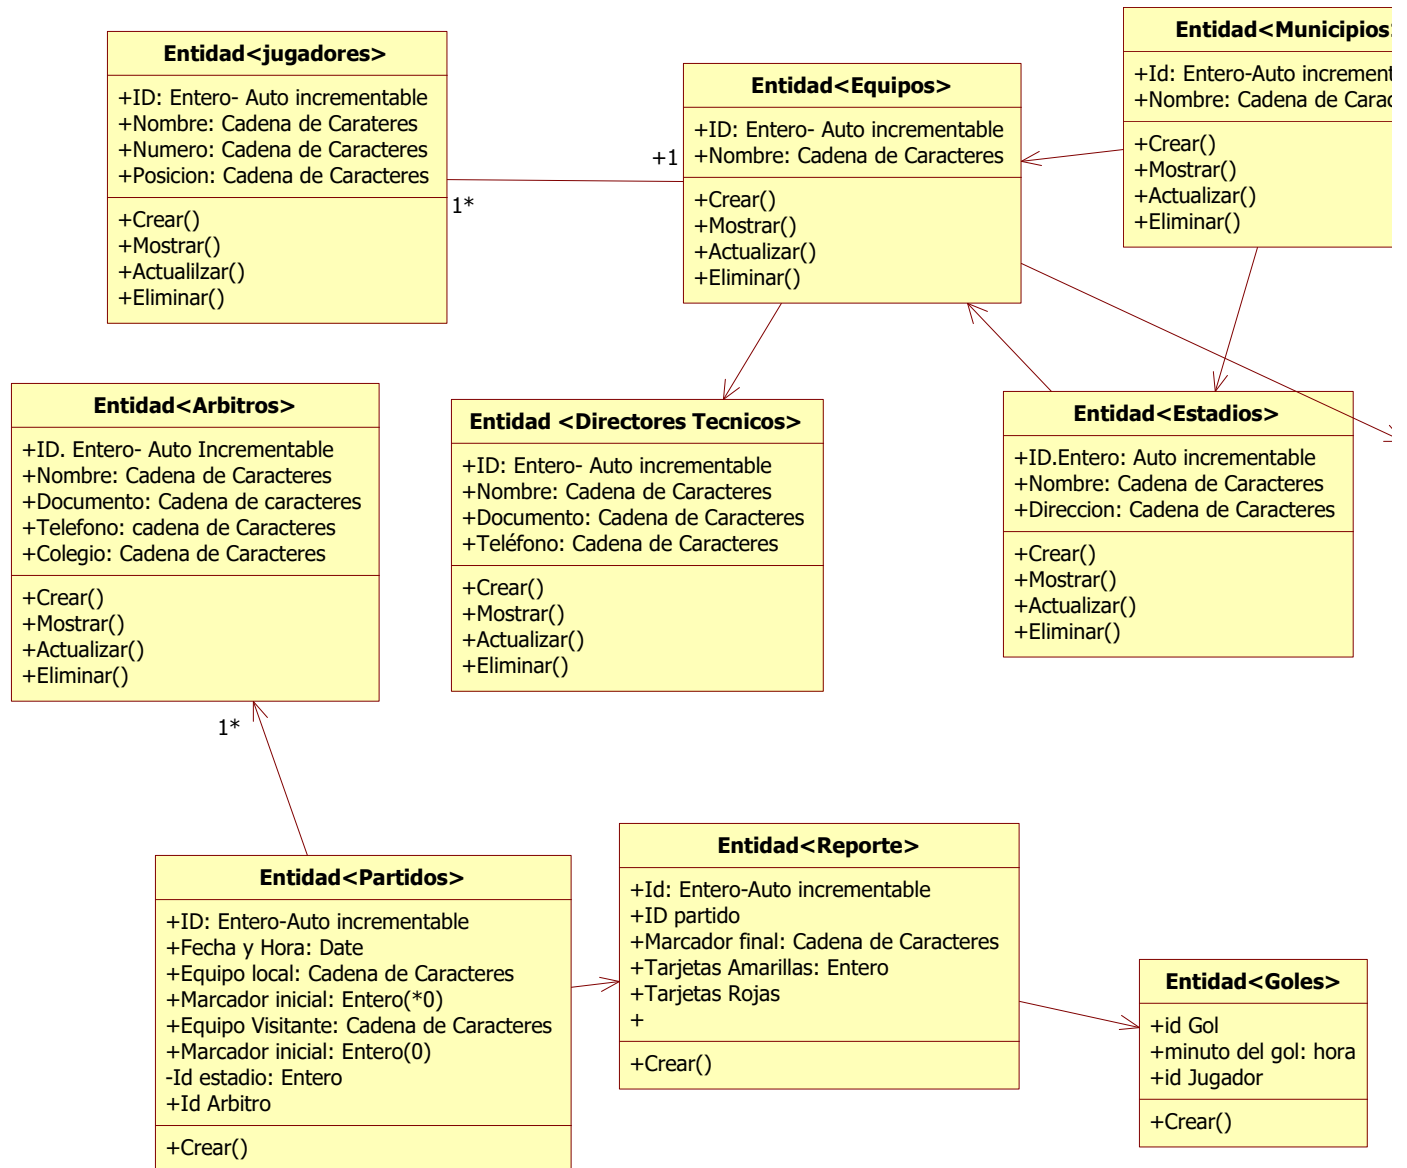 Entidad<jugadores>
+ID: Entero- Auto incrementable
+Nombre: Cadena de Carateres
+Numero: Cadena de Caracteres
+Posicion: Cadena de Caracteres
+Crear()
+Mostrar()
+Actualilzar()
+Eliminar()
1*
+1
Entidad<Equipos>
+ID: Entero- Auto incrementable
+Nombre: Cadena de Caracteres
+Crear()
+Mostrar()
+Actualizar()
+Eliminar()
Entidad<Municipios
+Id: Entero-Auto increment
+Nombre: Cadena de Carac
+Crear()
+Mostrar()
+Actualizar()
+Eliminar()
Entidad<Arbitros>
+ID. Entero- Auto Incrementable
+Nombre: Cadena de Caracteres
+Documento: Cadena de caracteres
+Telefono: cadena de Caracteres
+Colegio: Cadena de Caracteres
+Crear()
+Mostrar()
+Actualizar()
+Eliminar()
1*
Entidad <Directores Tecnicos>
+ID: Entero- Auto incrementable
+Nombre: Cadena de Caracteres
+Documento: Cadena de Caracteres
+Teléfono: Cadena de Caracteres
+Crear()
+Mostrar()
+Actualizar()
+Eliminar()
Entidad<Estadios>
+ID.Entero: Auto incrementable
+Nombre: Cadena de Caracteres
+Direccion: Cadena de Caracteres
+Crear()
+Mostrar()
+Actualizar()
+Eliminar()
Entidad<Partidos>
+ID: Entero-Auto incrementable
+Fecha y Hora: Date
+Equipo local: Cadena de Caracteres
+Marcador inicial: Entero(*0)
+Equipo Visitante: Cadena de Caracteres
+Marcador inicial: Entero(0)
-Id estadio: Entero
+Id Arbitro
+Crear()
Entidad<Reporte>
+Id: Entero-Auto incrementable
+ID partido
+Marcador final: Cadena de Caracteres
+Tarjetas Amarillas: Entero
+Tarjetas Rojas
+
+Crear()
Entidad<Goles>
+id Gol
+minuto del gol: hora
+id Jugador
+Crear()